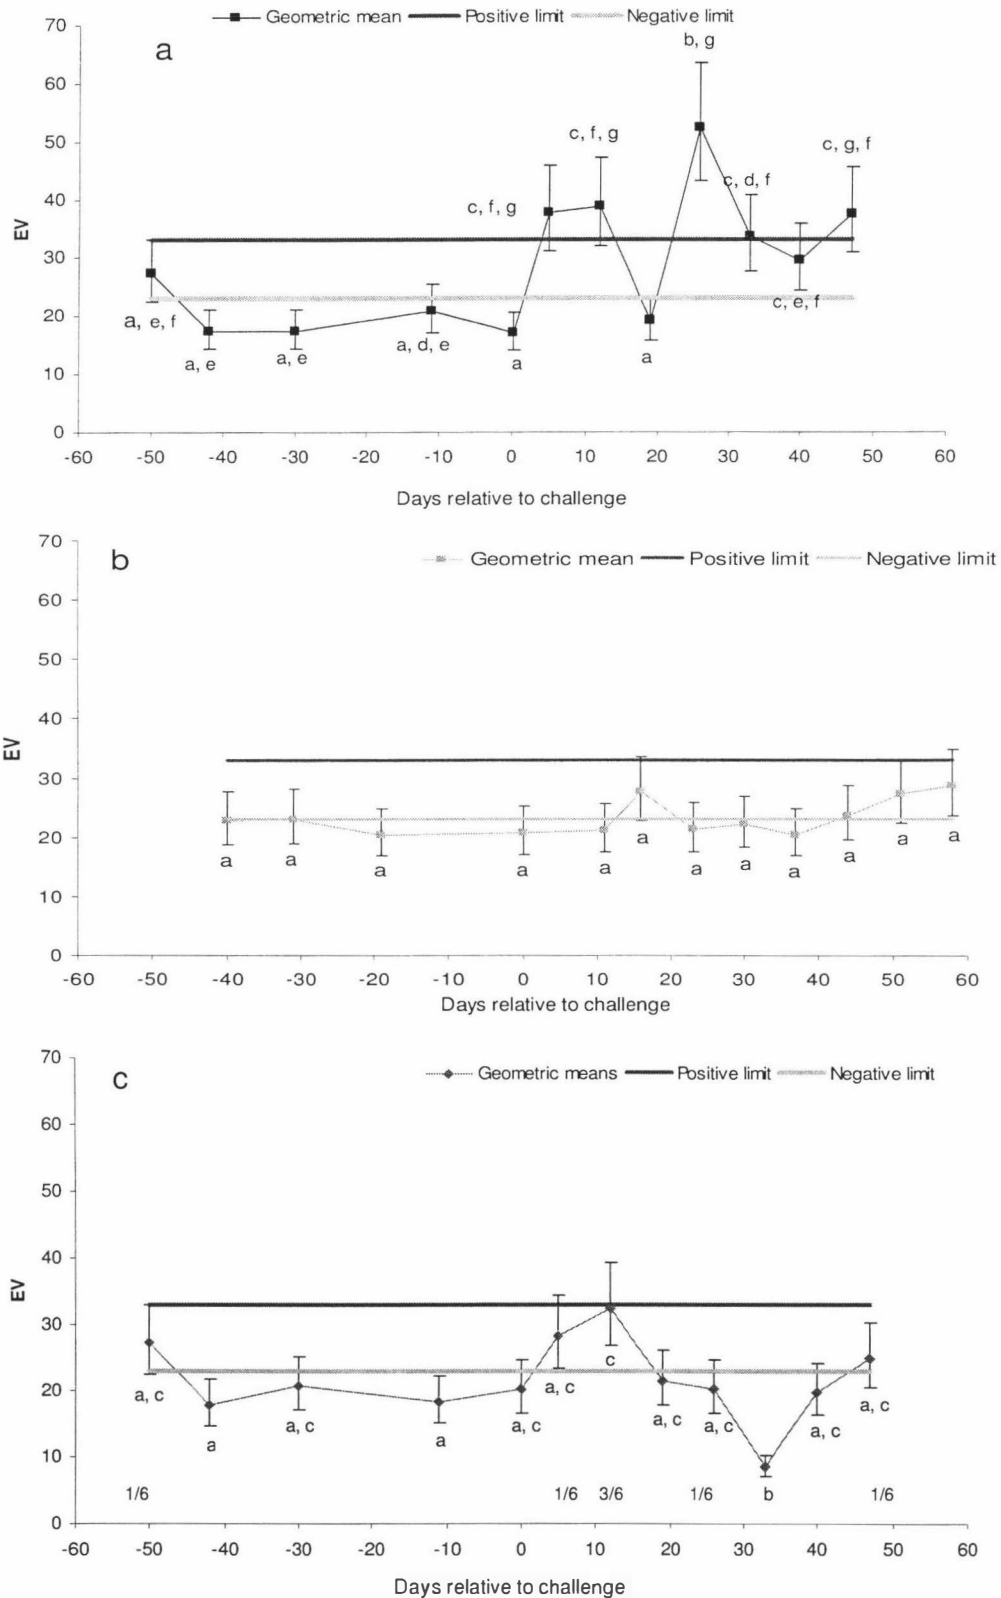 Geometric mean Positive limit Negative limit
70
a
b, g
60
50
c, f, g
c, g, f
40
c, f, g
c, d, f
EV
30
a, e, f
c, e, f
20
a, e
a, e
a, d, e
a
a
10
0
-60 -50 -40 -30 -20 -10 0 10 20 30 40 50 60
Days relative to challenge
70
b
Geometric mean Positive limit Negative limit
60
50
40
EV
30
20
a a a a a a a a a a a a
10
0
-60 -50 -40 -30 -20 -10 0 10 20 30 40 50 60
Days relative to challenge
70
c
Geometric means Positive limit Negative limit
60
50
40
EV
30
c
20
a, c a a, c a a, c a, c a, c a, c a, c a, c
10
1/6 1/6 3/6 1/6 b 1/6
0
-60 -50 -40 -30 -20 -10 0 10 20 30 40 50 60
Days relative to challenge